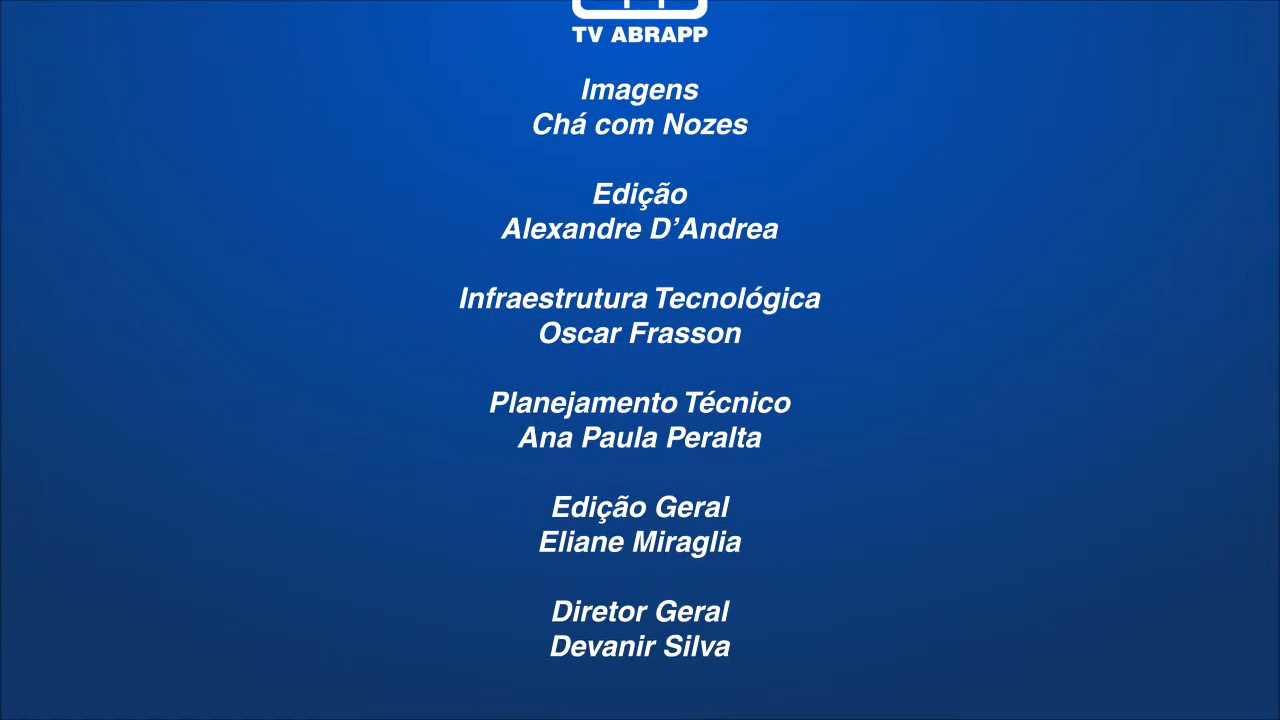 TV ABRAPP
Imagens
Chá com Nozes
Edição
Alexandre D’Andrea
Infraestrutura Tecnológica
Oscar Frasson
Planejamento Técnico
Ana Paula Peralta
Edição Geral
Eliane Miraglia
Diretor Geral
Devanir Silva